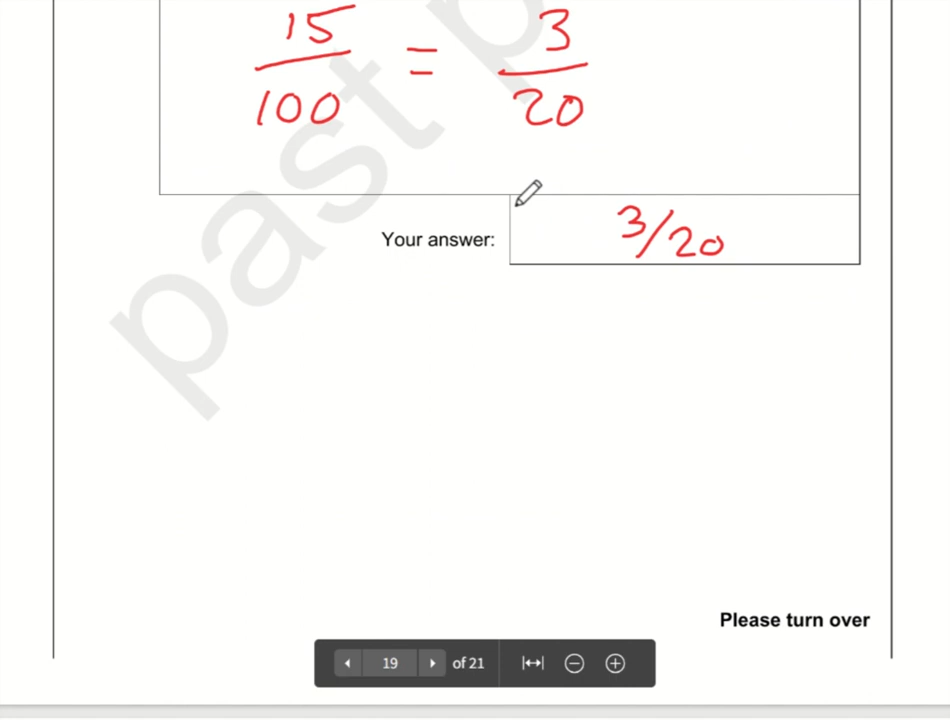 15/100 = 3/20
Your answer: 3/20
past p
Please turn over
19 of 21